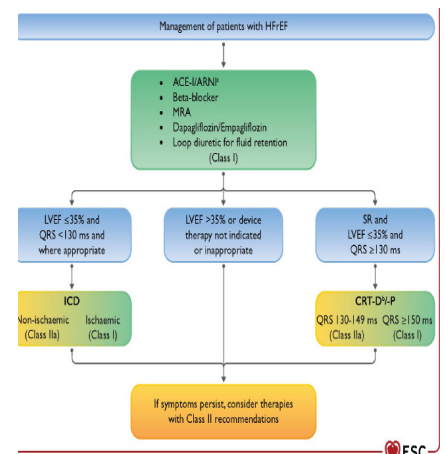 Management of patients with HFrEF
• ACE-I/ARNIᵃ
• Beta-blocker
• MRA
• Dapagliflozin/Empagliflozin
• Loop diuretic for fluid retention
(Class I)
LVEF ≤35% and
QRS <130 ms and
where appropriate
LVEF >35% or device
therapy not indicated
or inappropriate
SR and
LVEF ≤35% and
QRS ≥130 ms
ICD
Non-ischaemic
(Class IIa)
Ischaemic
(Class I)
CRT-Dᵇ/-P
QRS 130-149 ms
(Class IIa)
QRS ≥150 ms
(Class I)
If symptoms persist, consider therapies
with Class II recommendations
ESC